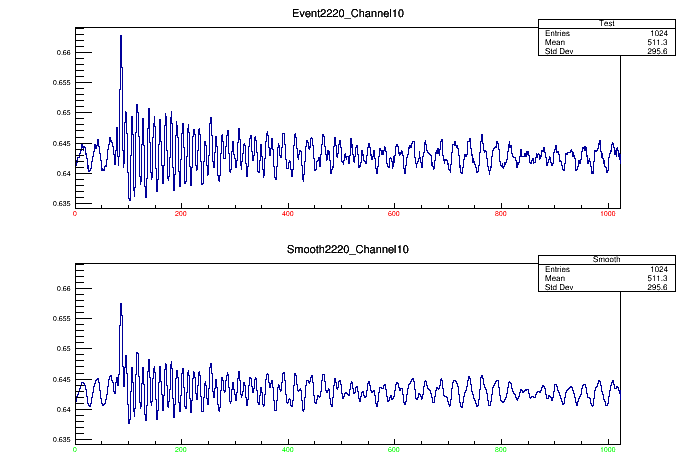 Event2220_Channel10
Test
Entries 1024
Mean 511.3
Std Dev 295.6
0.66
0.655
0.65
0.645
0.64
0.635
0 200 400 600 800 1000
Smooth2220_Channel10
Smooth
Entries 1024
Mean 511.3
Std Dev 295.6
0.66
0.655
0.65
0.645
0.64
0.635
0 200 400 600 800 1000